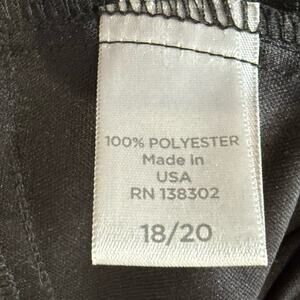 100% POLYESTER
Made in
USA
RN 138302
18/20